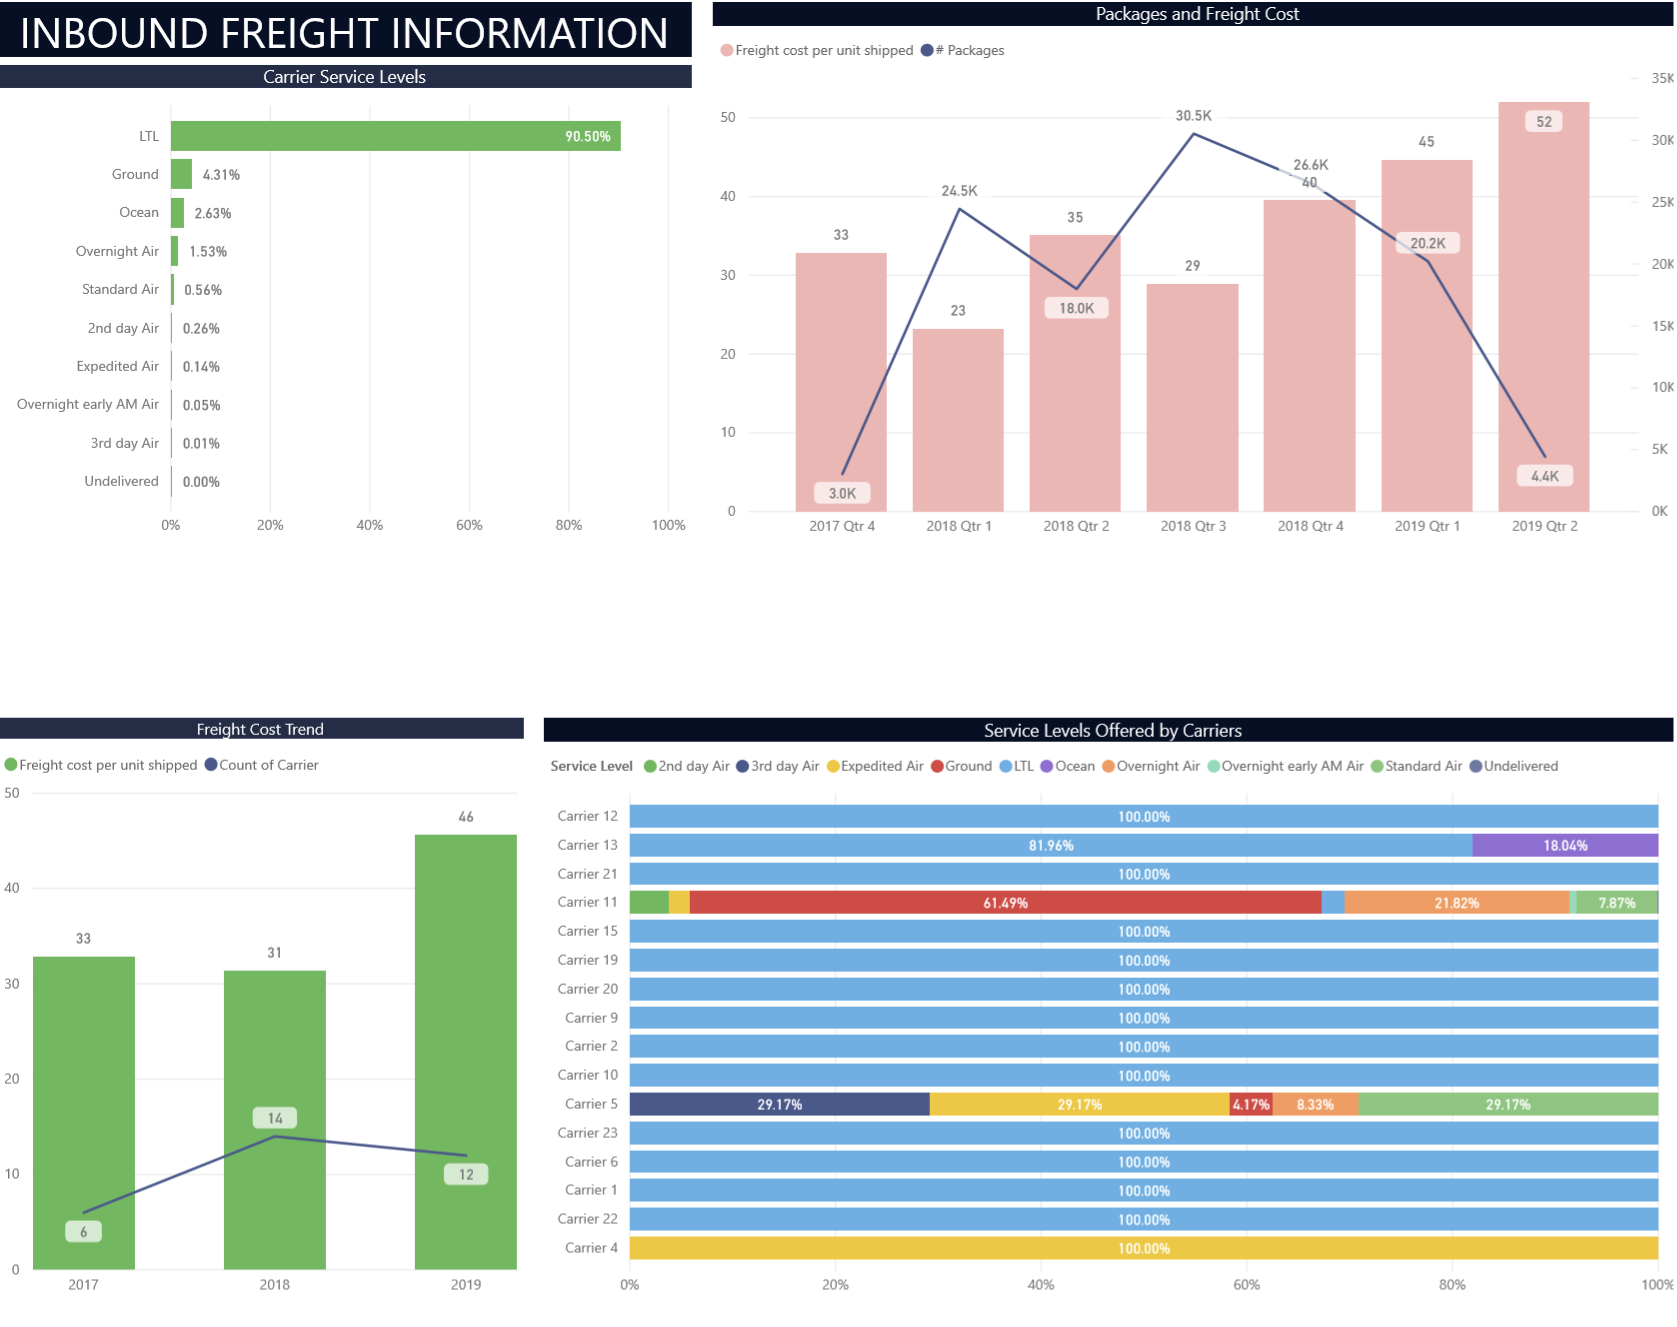 INBOUND FREIGHT INFORMATION
Carrier Service Levels
LTL 90.50%
Ground 4.31%
Ocean 2.63%
Overnight Air 1.53%
Standard Air 0.56%
2nd day Air 0.26%
Expedited Air 0.14%
Overnight early AM Air 0.05%
3rd day Air 0.01%
Undelivered 0.00%
0% 20% 40% 60% 80% 100%
Packages and Freight Cost
Freight cost per unit shipped # Packages
35K
50 30.5K 52 30K
26.6K 45
40 24.5K 40 25K
33 35 20.2K
30 23 29 20K
18.0K
20 15K
10 10K
5K
3.0K 4.4K
0 0K
2017 Qtr 4 2018 Qtr 1 2018 Qtr 2 2018 Qtr 3 2018 Qtr 4 2019 Qtr 1 2019 Qtr 2
Freight Cost Trend
Freight cost per unit shipped Count of Carrier
50
46
40
33 31
30
20
14
10 12
6
0
2017 2018 2019
Service Levels Offered by Carriers
Service Level 2nd day Air 3rd day Air Expedited Air Ground LTL Ocean Overnight Air Overnight early AM Air Standard Air Undelivered
Carrier 12 100.00%
Carrier 13 81.96% 18.04%
Carrier 21 100.00%
Carrier 11 61.49% 21.82% 7.87%
Carrier 15 100.00%
Carrier 19 100.00%
Carrier 20 100.00%
Carrier 9 100.00%
Carrier 2 100.00%
Carrier 10 100.00%
Carrier 5 29.17% 29.17% 4.17% 8.33% 29.17%
Carrier 23 100.00%
Carrier 6 100.00%
Carrier 1 100.00%
Carrier 22 100.00%
Carrier 4 100.00%
0% 20% 40% 60% 80% 100%